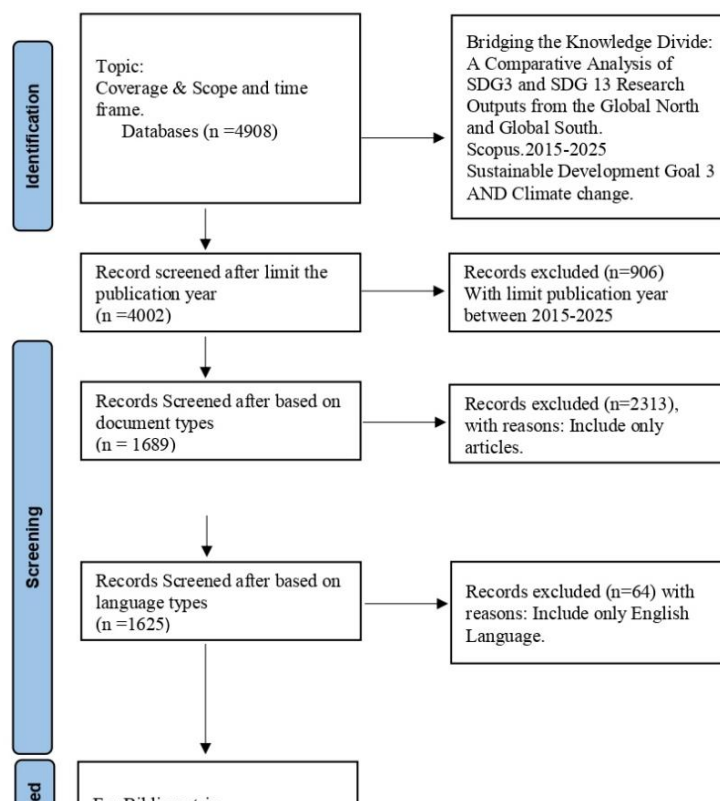 Identification
Topic:
Coverage & Scope and time
frame.
Databases (n =4908)
Bridging the Knowledge Divide:
A Comparative Analysis of
SDG3 and SDG 13 Research
Outputs from the Global North
and Global South.
Scopus.2015-2025
Sustainable Development Goal 3
AND Climate change.
Record screened after limit the
publication year
(n =4002)
Records excluded (n=906)
With limit publication year
between 2015-2025
Screening
Records Screened after based on
document types
(n = 1689)
Records excluded (n=2313),
with reasons: Include only
articles.
Records Screened after based on
language types
(n =1625)
Records excluded (n=64) with
reasons: Include only English
Language.
ed